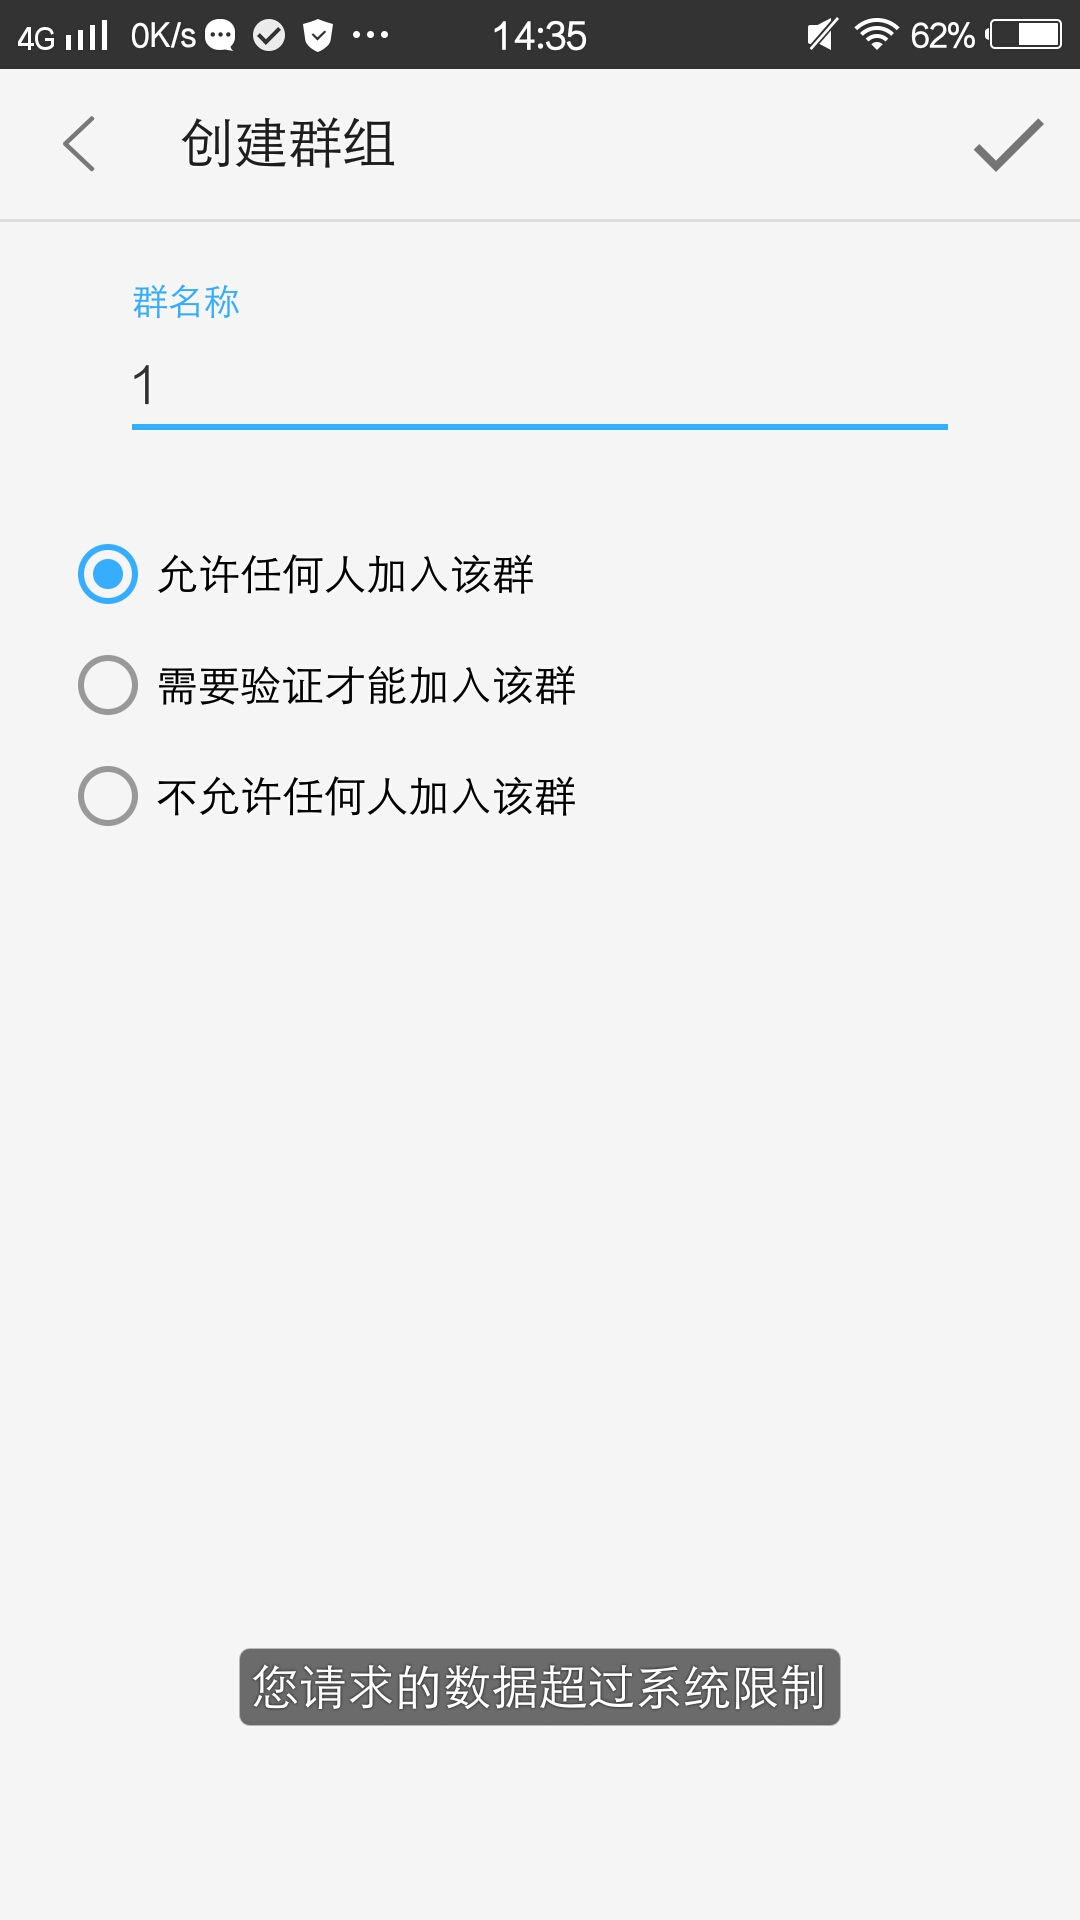 4G 0K/s 14:35 62%
创建群组
群名称
1
允许任何人加入该群
需要验证才能加入该群
不允许任何人加入该群
您请求的数据超过系统限制